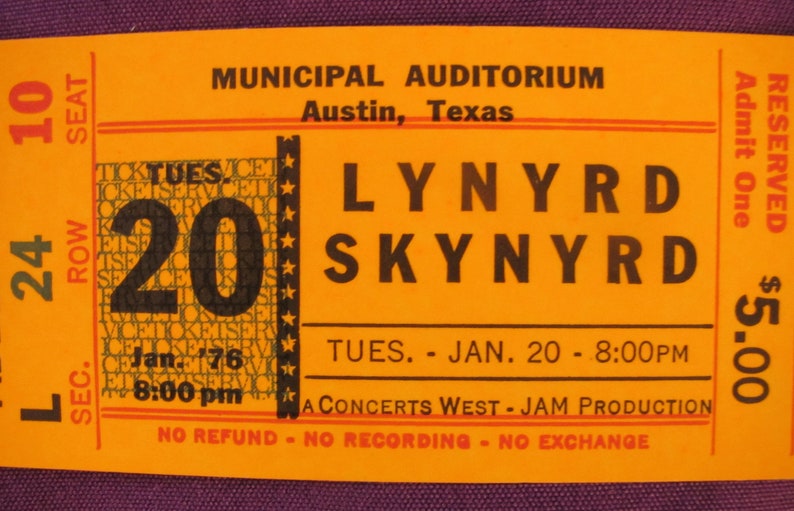 10 SEAT
24 ROW
L SEC.
MUNICIPAL AUDITORIUM
Austin, Texas
TUES.
20
Jan. '76
8:00 pm
LYNYRD
SKYNYRD
TUES. - JAN. 20 - 8:00PM
A CONCERTS WEST - JAM PRODUCTION
NO REFUND - NO RECORDING - NO EXCHANGE
RESERVED
Admit One
$5.00